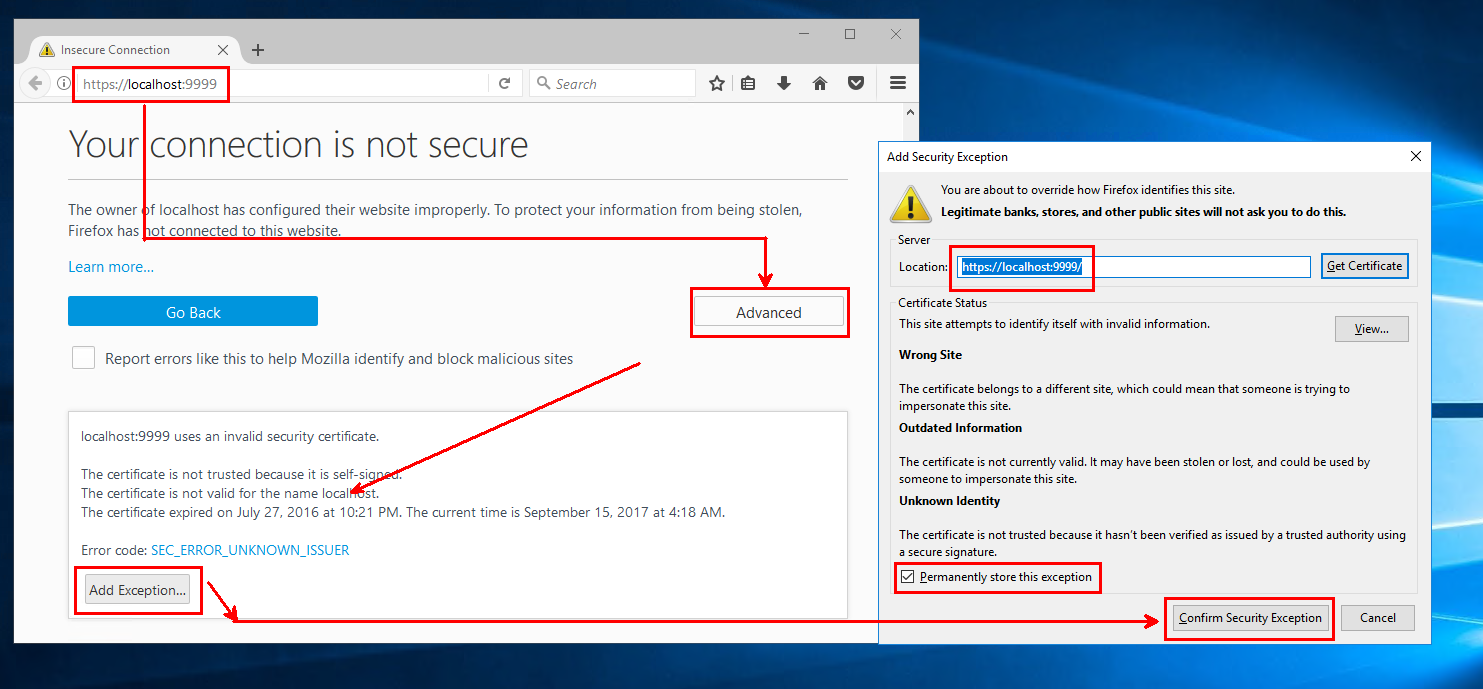 Insecure Connection
https://localhost:9999
Search
Your connection is not secure
The owner of localhost has configured their website improperly. To protect your information from being stolen,
Firefox has not connected to this website.
Learn more...
Go Back
Advanced
Report errors like this to help Mozilla identify and block malicious sites
localhost:9999 uses an invalid security certificate.
The certificate is not trusted because it is self-signed.
The certificate is not valid for the name localhost.
The certificate expired on July 27, 2016 at 10:21 PM. The current time is September 15, 2017 at 4:18 AM.
Error code: SEC_ERROR_UNKNOWN_ISSUER
Add Exception...
Add Security Exception
You are about to override how Firefox identifies this site.
Legitimate banks, stores, and other public sites will not ask you to do this.
Server
Location:
https://localhost:9999/
Get Certificate
Certificate Status
This site attempts to identify itself with invalid information.
View...
Wrong Site
The certificate belongs to a different site, which could mean that someone is trying to
impersonate this site.
Outdated Information
The certificate is not currently valid. It may have been stolen or lost, and could be used by
someone to impersonate this site.
Unknown Identity
The certificate is not trusted because it hasn't been verified as issued by a trusted authority using
a secure signature.
Permanently store this exception
Confirm Security Exception
Cancel